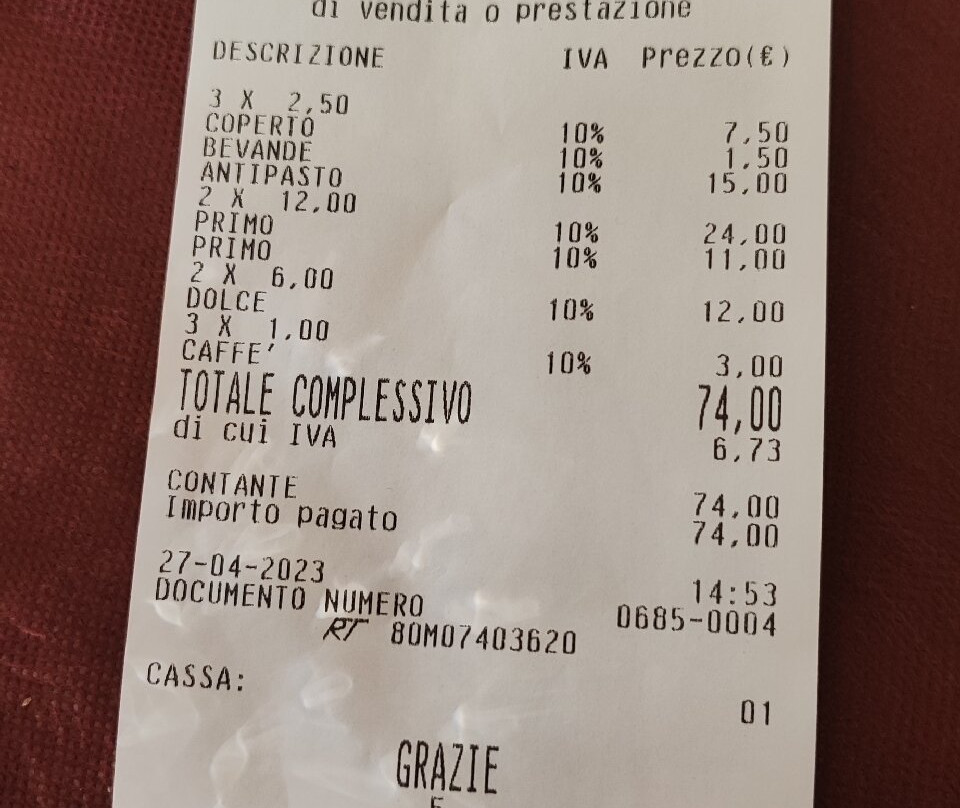 di vendita o prestazione
DESCRIZIONE IVA Prezzo(€)
3 X 2,50
COPERTO 10% 7,50
BEVANDE 10% 1,50
ANTIPASTO 10% 15,00
2 X 12,00
PRIMO 10% 24,00
PRIMO 10% 11,00
2 X 6,00
DOLCE 10% 12,00
3 X 1,00
CAFFE' 10% 3,00
TOTALE COMPLESSIVO 74,00
di cui IVA 6,73
CONTANTE 74,00
Importo pagato 74,00
27-04-2023 14:53
DOCUMENTO NUMERO 0685-0004
RT 80M07403620
CASSA: 01
GRAZIE